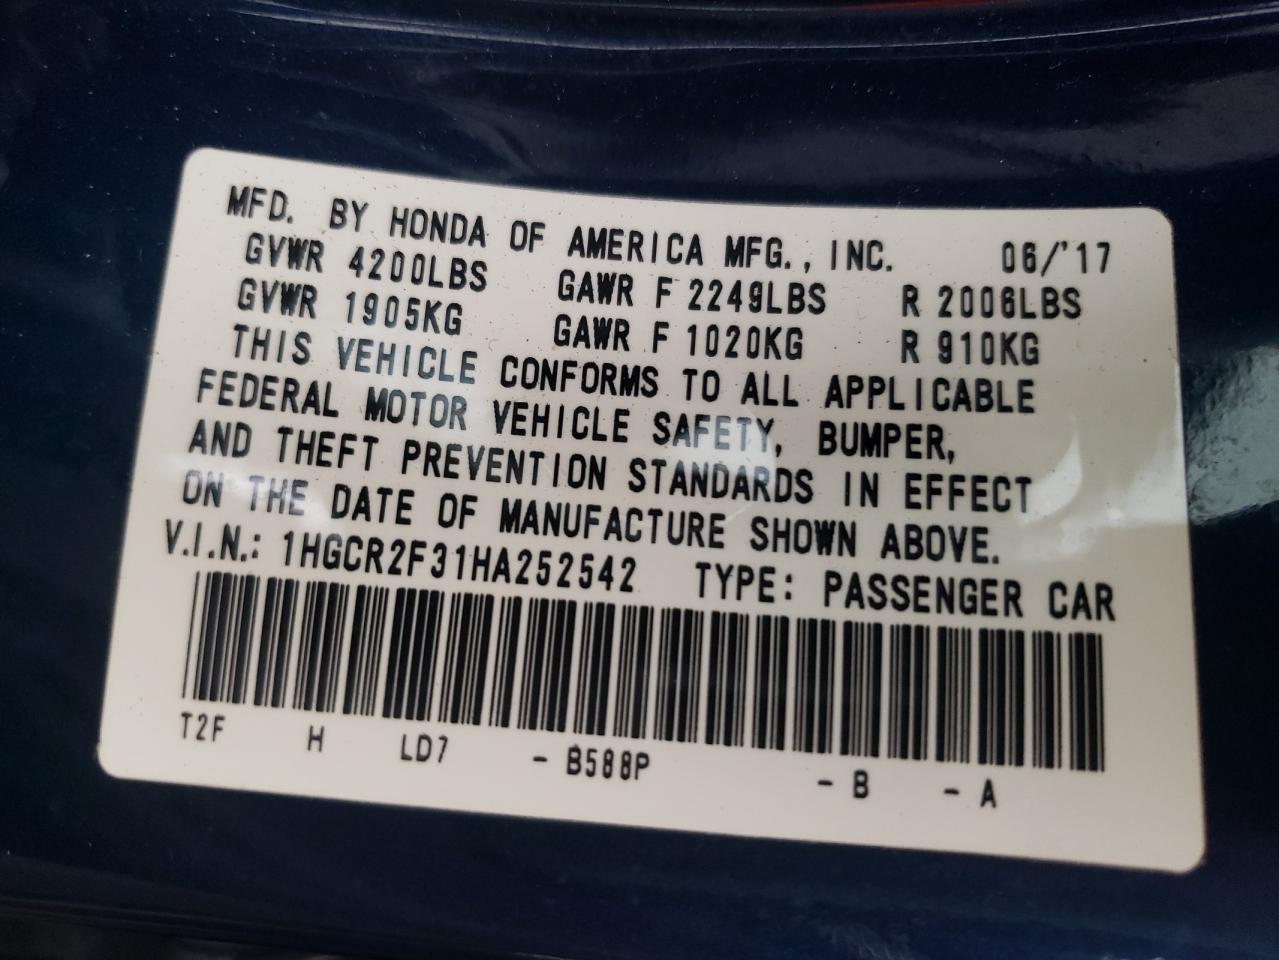 MFD. BY HONDA OF AMERICA MFG., INC. 06/'17
GVWR 4200LBS GAWR F 2249LBS R 2006LBS
GVWR 1905KG GAWR F 1020KG R 910KG
THIS VEHICLE CONFORMS TO ALL APPLICABLE
FEDERAL MOTOR VEHICLE SAFETY, BUMPER,
AND THEFT PREVENTION STANDARDS IN EFFECT
ON THE DATE OF MANUFACTURE SHOWN ABOVE.
V.I.N.: 1HGCR2F31HA252542 TYPE: PASSENGER CAR
T2F H LD7 - B588P - B - A